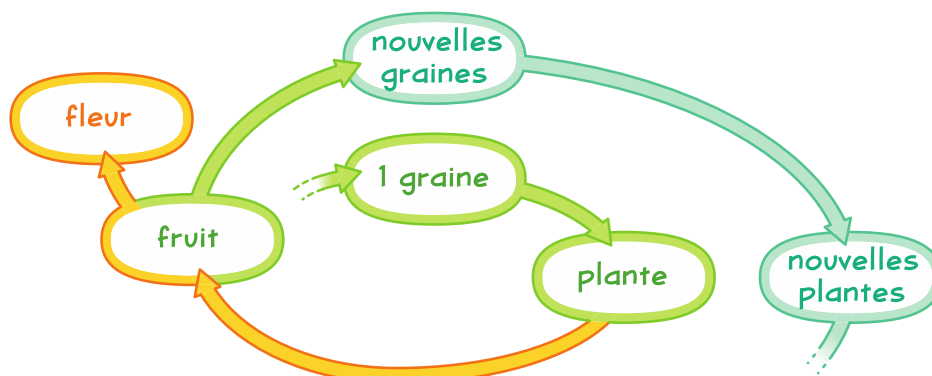 nouvelles
graines
fleur
1 graine
fruit
plante
nouvelles
plantes